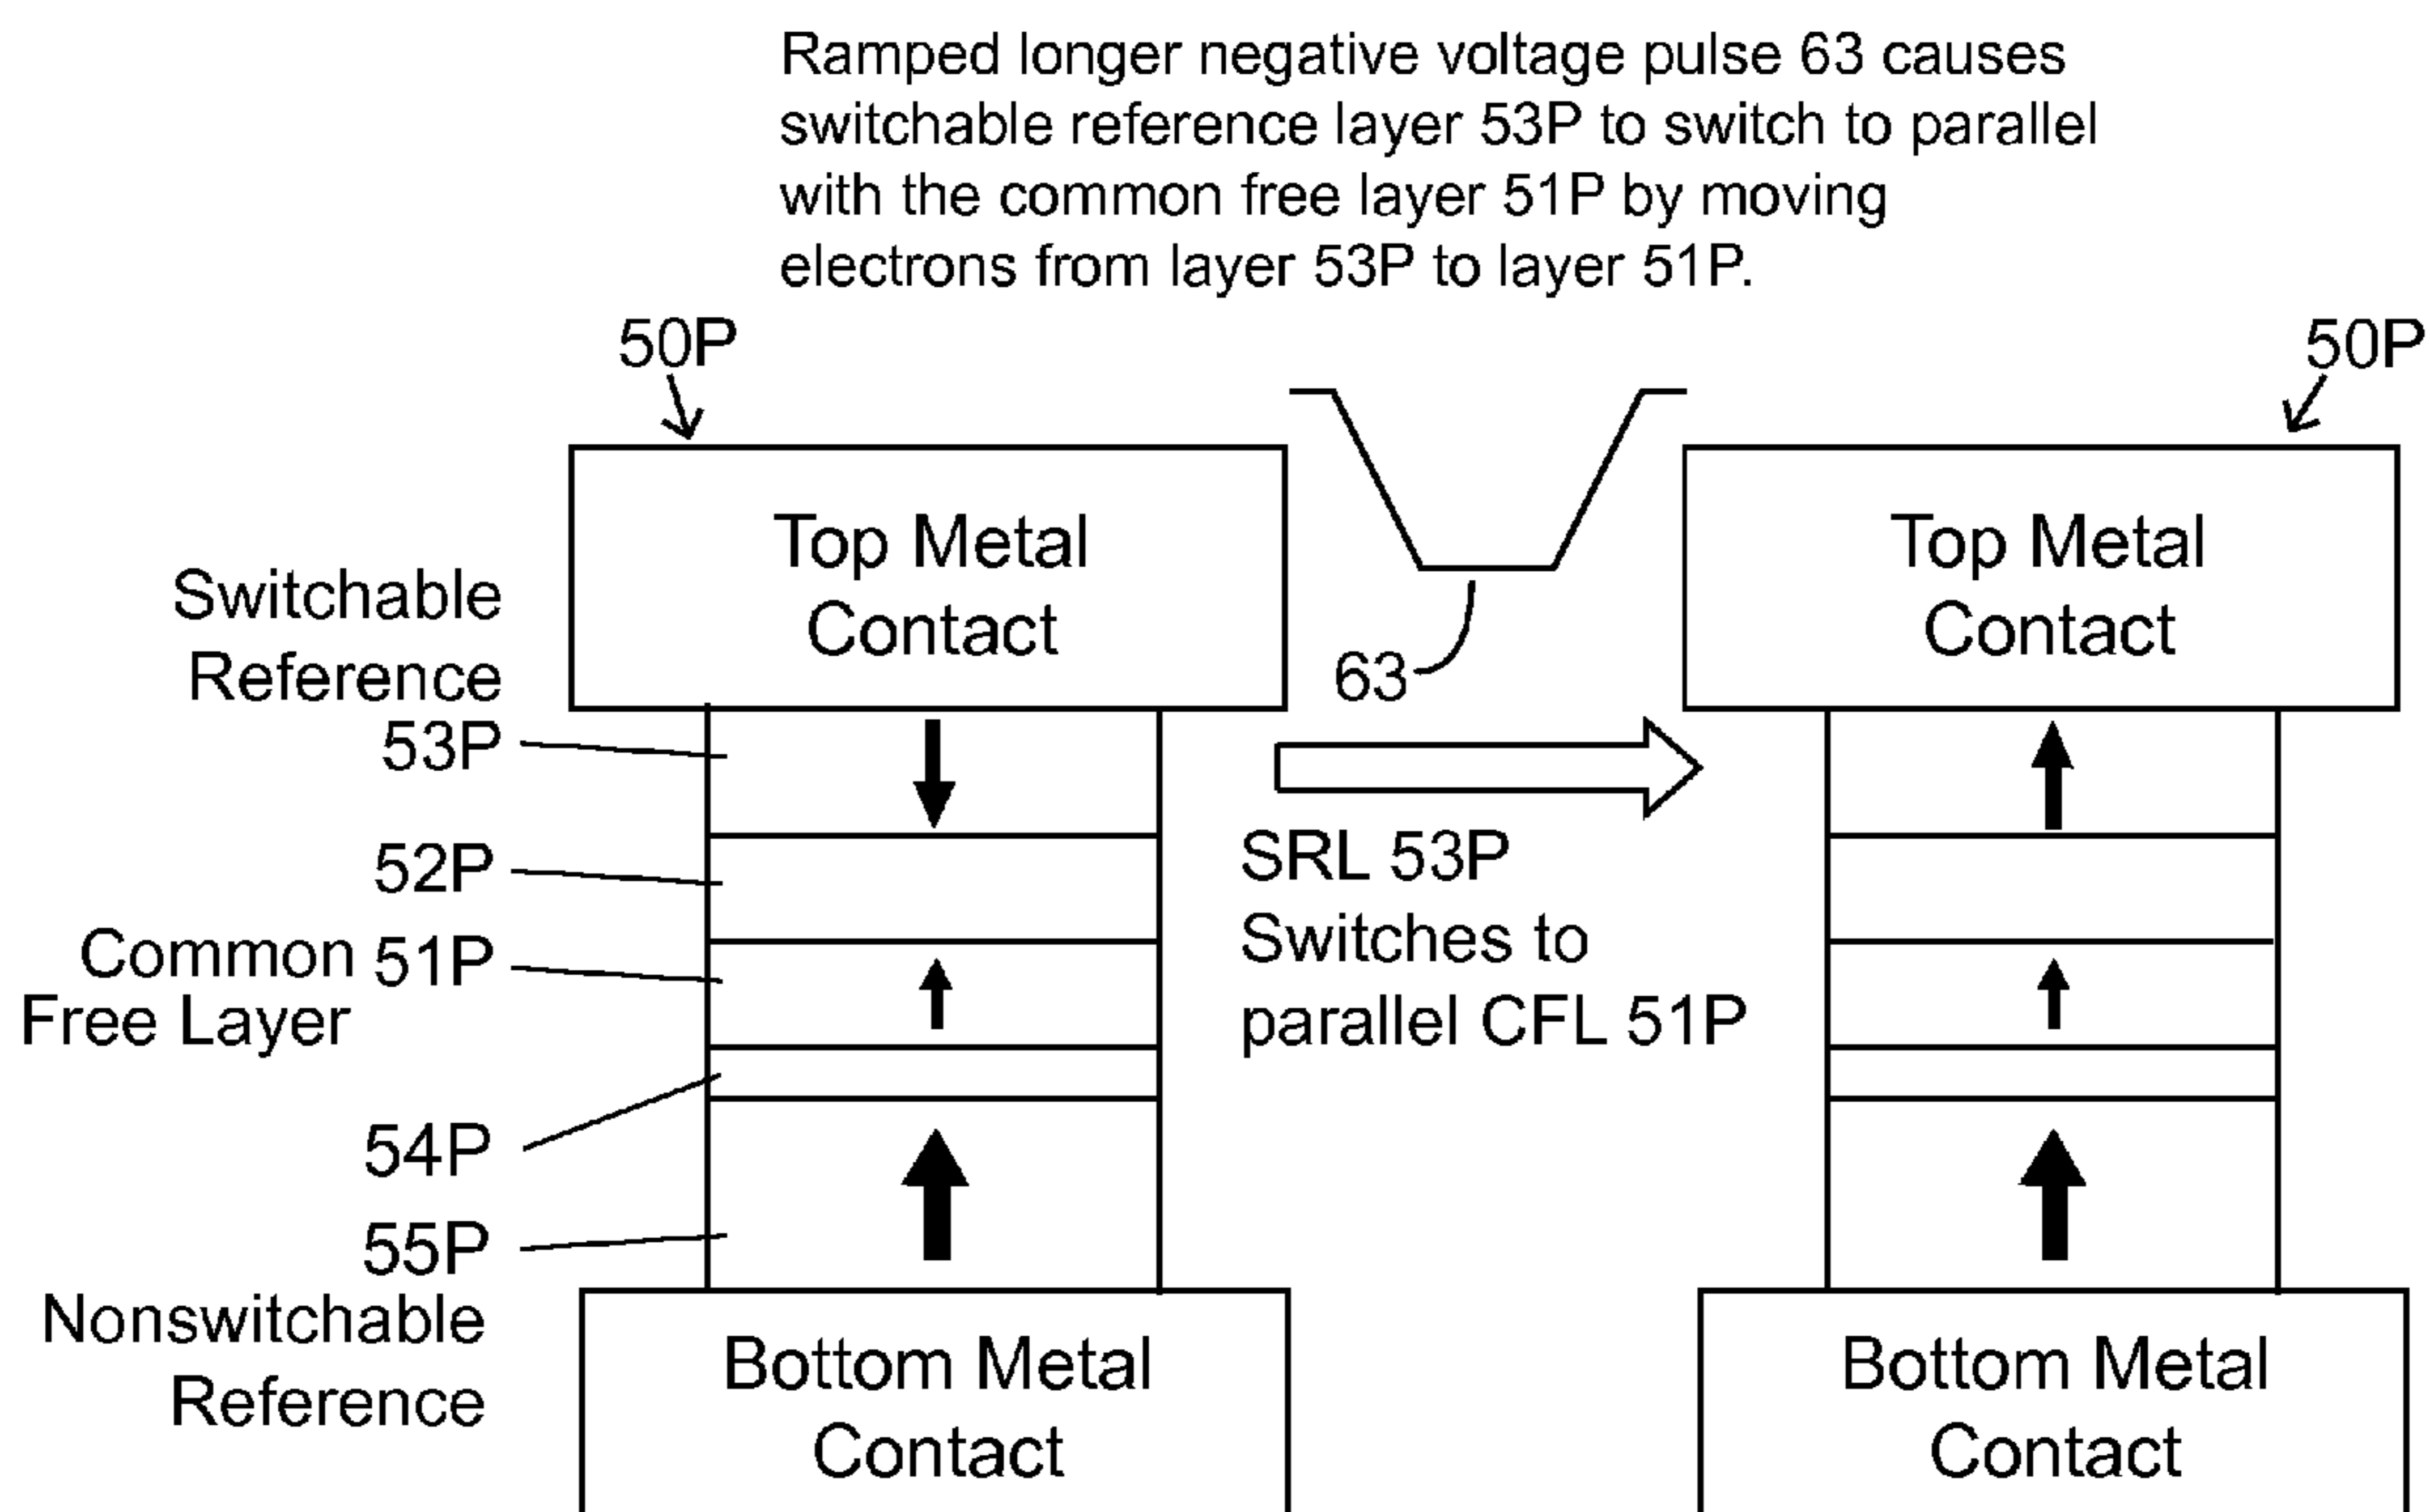 Ramped longer negative voltage pulse 63 causes
switchable reference layer 53P to switch to parallel
with the common free layer 51P by moving
electrons from layer 53P to layer 51P.
50P
50P
Top Metal
Contact
Top Metal
Contact
63
Switchable
Reference
53P
52P
Common 51P
Free Layer
54P
55P
Nonswitchable
Reference
SRL 53P
Switches to
parallel CFL 51P
Bottom Metal
Contact
Bottom Metal
Contact